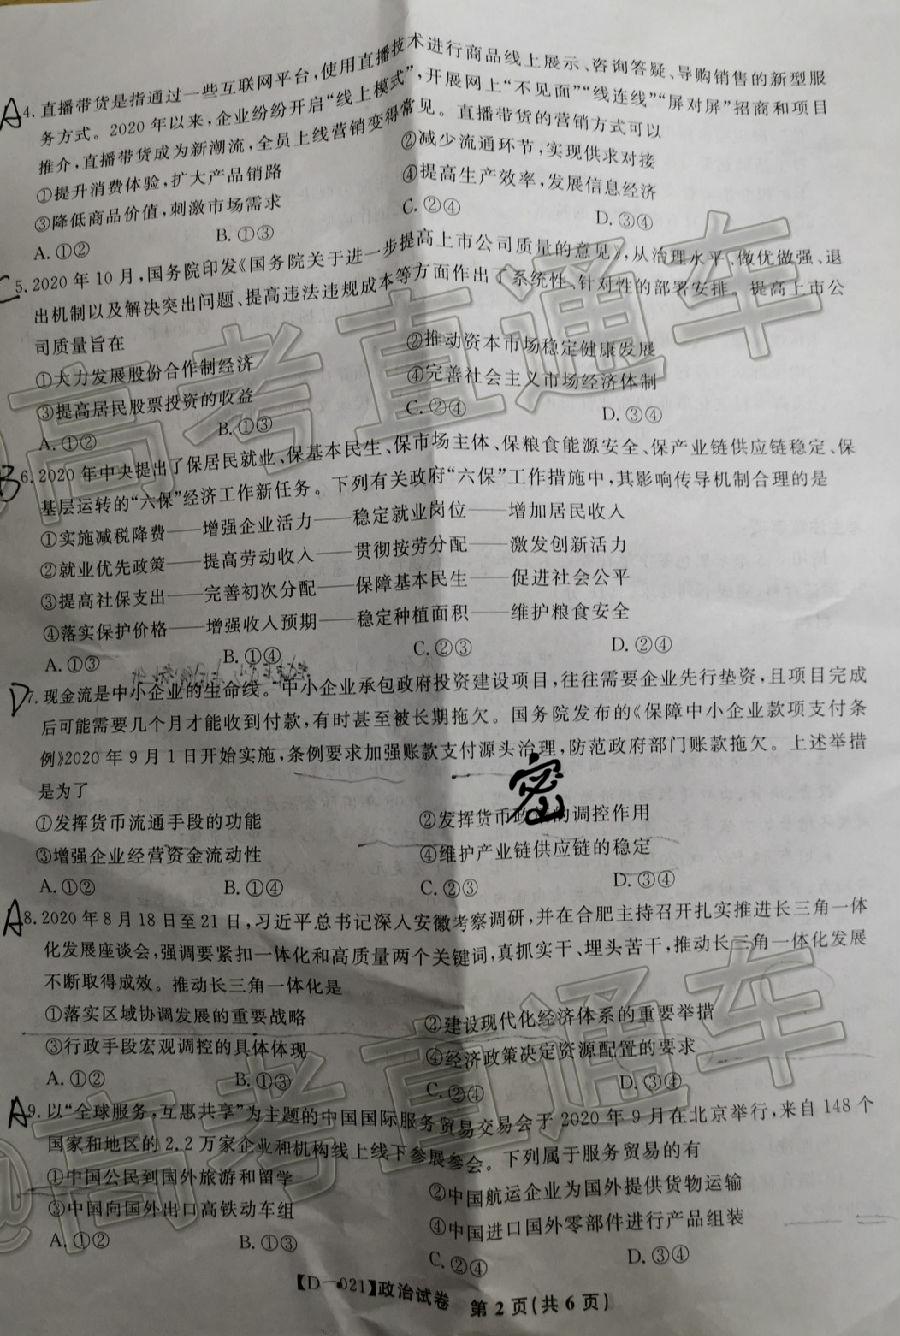 A4. 直播带货是指通过一些互联网平台，使用直播技术进行商品线上展示、咨询答疑、导购销售的新型服
务方式。2020年以来，企业纷纷开启“线上模式”，开展网上“不见面”“线连线”“屏对屏”招商和项目
推介，直播带货成为新潮流，全员上线营销变得常见。直播带货的营销方式可以
①提升消费体验，扩大产品销路 ②减少流通环节，实现供求对接
③降低商品价值，刺激市场需求 ④提高生产效率，发展信息经济
A. ①② B. ①③ C. ②④ D. ③④
C5. 2020年10月，国务院印发《国务院关于进一步提高上市公司质量的意见》，从治理水平、做优做强、退
出机制以及解决突出问题、提高违法违规成本等方面作出了系统性、针对性的部署安排。提高上市公
司质量旨在
①大力发展股份合作制经济 ②推动资本市场稳定健康发展
③提高居民股票投资的收益 ④完善社会主义市场经济体制
A. ①② B. ①③ C. ②④ D. ③④
B6. 2020年中央提出了保居民就业、保基本民生、保市场主体、保粮食能源安全、保产业链供应链稳定、保
基层运转的“六保”经济工作新任务。下列有关政府“六保”工作措施中，其影响传导机制合理的是
①实施减税降费——增强企业活力——稳定就业岗位——增加居民收入
②就业优先政策——提高劳动收入——贯彻按劳分配——激发创新活力
③提高社保支出——完善初次分配——保障基本民生——促进社会公平
④落实保护价格——增强收入预期——稳定种植面积——维护粮食安全
A. ①③ B. ①④ C. ②③ D. ②④
D7. 现金流是中小企业的生命线。中小企业承包政府投资建设项目，往往需要企业先行垫资，且项目完成
后可能需要几个月才能收到付款，有时甚至被长期拖欠。国务院发布的《保障中小企业款项支付条
例》2020年9月1日开始实施，条例要求加强账款支付源头治理，防范政府部门账款拖欠。上述举措
是为了
密
①发挥货币流通手段的功能 ②发挥货币的调控作用
③增强企业经营资金流动性 ④维护产业链供应链的稳定
A. ①② B. ①④ C. ②③ D. ③④
A8. 2020年8月18日至21日，习近平总书记深入安徽考察调研，并在合肥主持召开扎实推进长三角一体
化发展座谈会，强调要紧扣一体化和高质量两个关键词，真抓实干、埋头苦干，推动长三角一体化发展
不断取得成效。推动长三角一体化是
①落实区域协调发展的重要战略 ②建设现代化经济体系的重要举措
③行政手段宏观调控的具体体现 ④经济政策决定资源配置的要求
A. ①② B. ①③ C. ②④ D. ③④
A9. 以“全球服务，互惠共享”为主题的中国国际服务贸易交易会于2020年9月在北京举行，来自148个
国家和地区的2.2万家企业和机构线上线下参展参会。下列属于服务贸易的有
①中国公民到国外旅游和留学 ②中国航运企业为国外提供货物运输
③中国向国外出口高铁动车组 ④中国进口国外零部件进行产品组装
A. ①② B. ①③ C. ②④ D. ③④
【D—021】政治试卷 第2页(共6页)
@高考直通车
@高考直通车